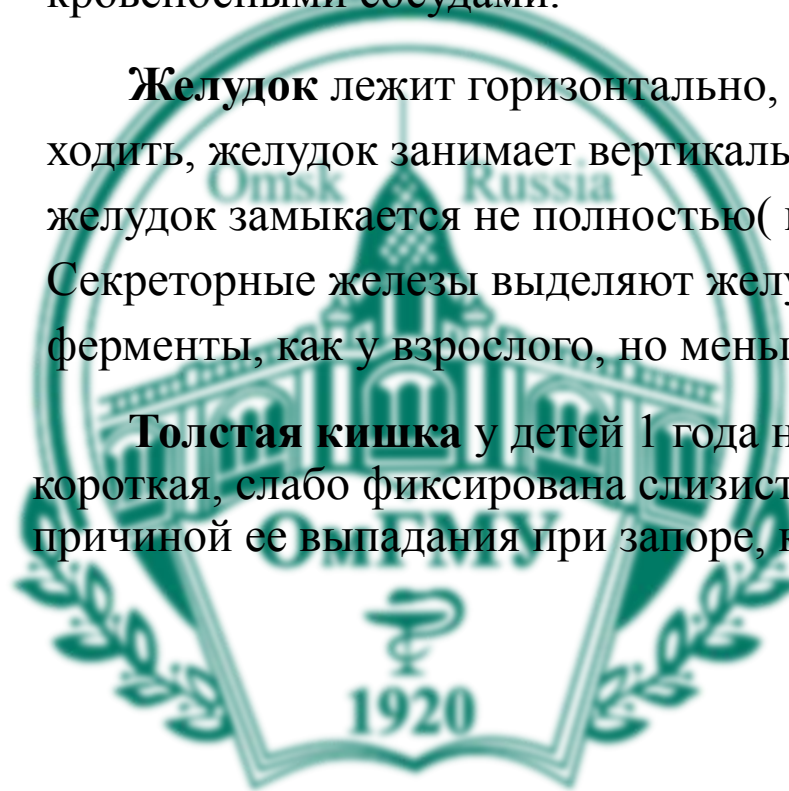 кровеносными сосудами.
Желудок лежит горизонтально,
ходить, желудок занимает вертикаль
Omsk Russia
желудок замыкается не полностью(
Секреторные железы выделяют желу
ферменты, как у взрослого, но мень
Толстая кишка у детей 1 года н
короткая, слабо фиксирована слизист
ОмГМУ
причиной ее выпадания при запоре, к
1920